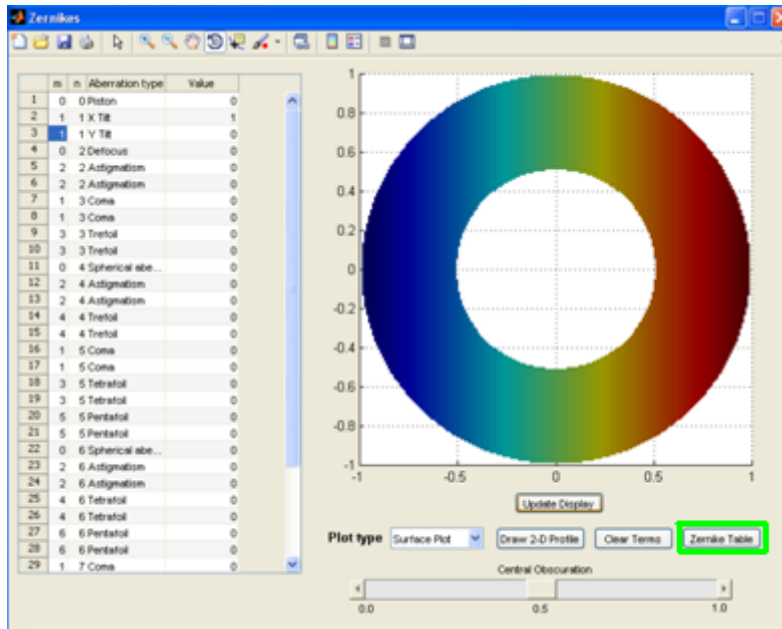 Zernikes
m n Aberration type Value
1 0 0 Piston 0
2 1 1 X Tilt 1
3 1 1 Y Tilt 0
4 0 2 Defocus 0
5 2 2 Astigmatism 0
6 2 2 Astigmatism 0
7 1 3 Coma 0
8 1 3 Coma 0
9 3 3 Trefoil 0
10 3 3 Trefoil 0
11 0 4 Spherical abe... 0
12 2 4 Astigmatism 0
13 2 4 Astigmatism 0
14 4 4 Trefoil 0
15 4 4 Trefoil 0
16 1 5 Coma 0
17 1 5 Coma 0
18 3 5 Tetrafoil 0
19 3 5 Tetrafoil 0
20 5 5 Pentafoil 0
21 5 5 Pentafoil 0
22 0 6 Spherical abe... 0
23 2 6 Astigmatism 0
24 2 6 Astigmatism 0
25 4 6 Tetrafoil 0
26 4 6 Tetrafoil 0
27 6 6 Pentafoil 0
28 6 6 Pentafoil 0
29 1 7 Coma 0
1
0.8
0.6
0.4
0.2
0
-0.2
-0.4
-0.6
-0.8
-1
-1 -0.5 0 0.5 1
Update Display
Plot type Surface Plot Draw 2-D Profile Clear Terms Zernike Table
Central Obscuration
0.0 0.5 1.0